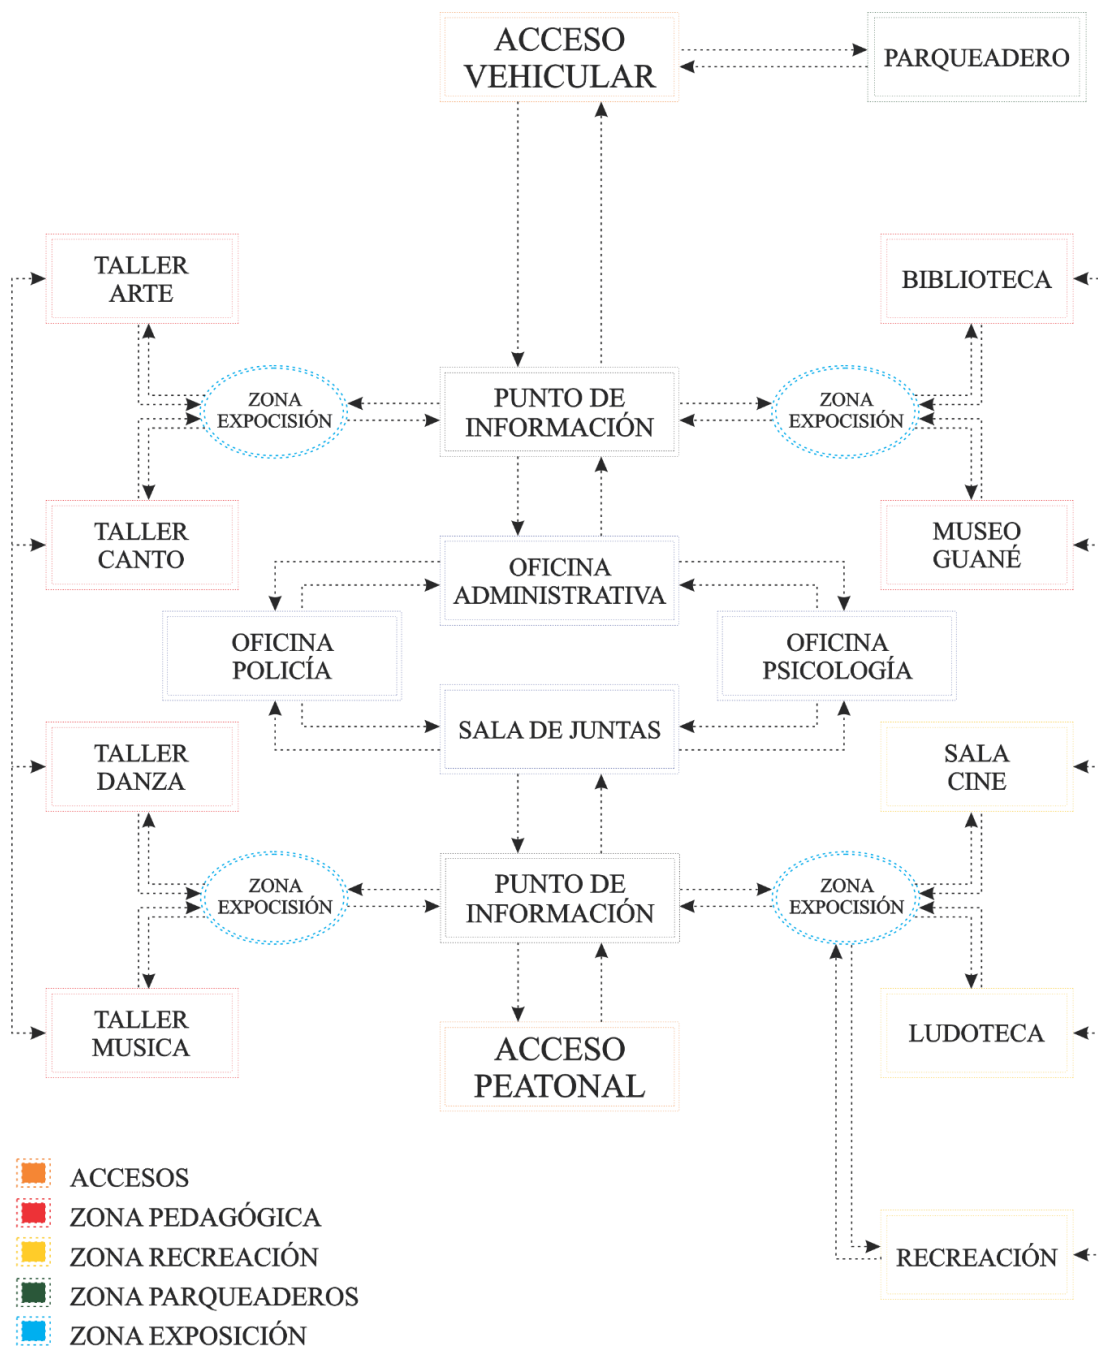 ACCESO
VEHICULAR
PARQUEADERO
TALLER
ARTE
BIBLIOTECA
ZONA
EXPOCISIÓN
PUNTO DE
INFORMACIÓN
ZONA
EXPOCISIÓN
TALLER
CANTO
OFICINA
ADMINISTRATIVA
MUSEO
GUANÉ
OFICINA
POLICÍA
OFICINA
PSICOLOGÍA
SALA DE JUNTAS
TALLER
DANZA
SALA
CINE
ZONA
EXPOCISIÓN
PUNTO DE
INFORMACIÓN
ZONA
EXPOCISIÓN
TALLER
MUSICA
LUDOTECA
ACCESO
PEATONAL
RECREACIÓN
ACCESOS
ZONA PEDAGÓGICA
ZONA RECREACIÓN
ZONA PARQUEADEROS
ZONA EXPOSICIÓN